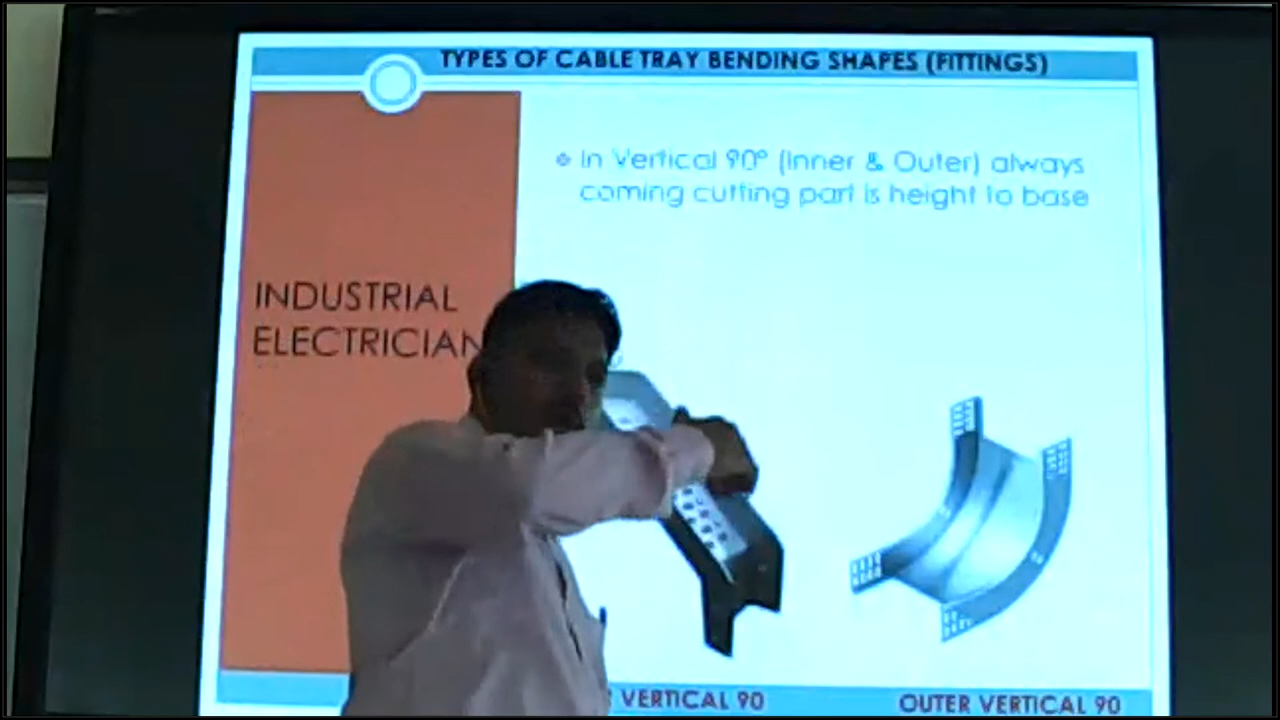 TYPES OF CABLE TRAY BENDING SHAPES (FITTINGS)
In Vertical 90° (Inner & Outer) always
coming cutting part is height to base
INDUSTRIAL
ELECTRICIAN
VERTICAL 90
OUTER VERTICAL 90